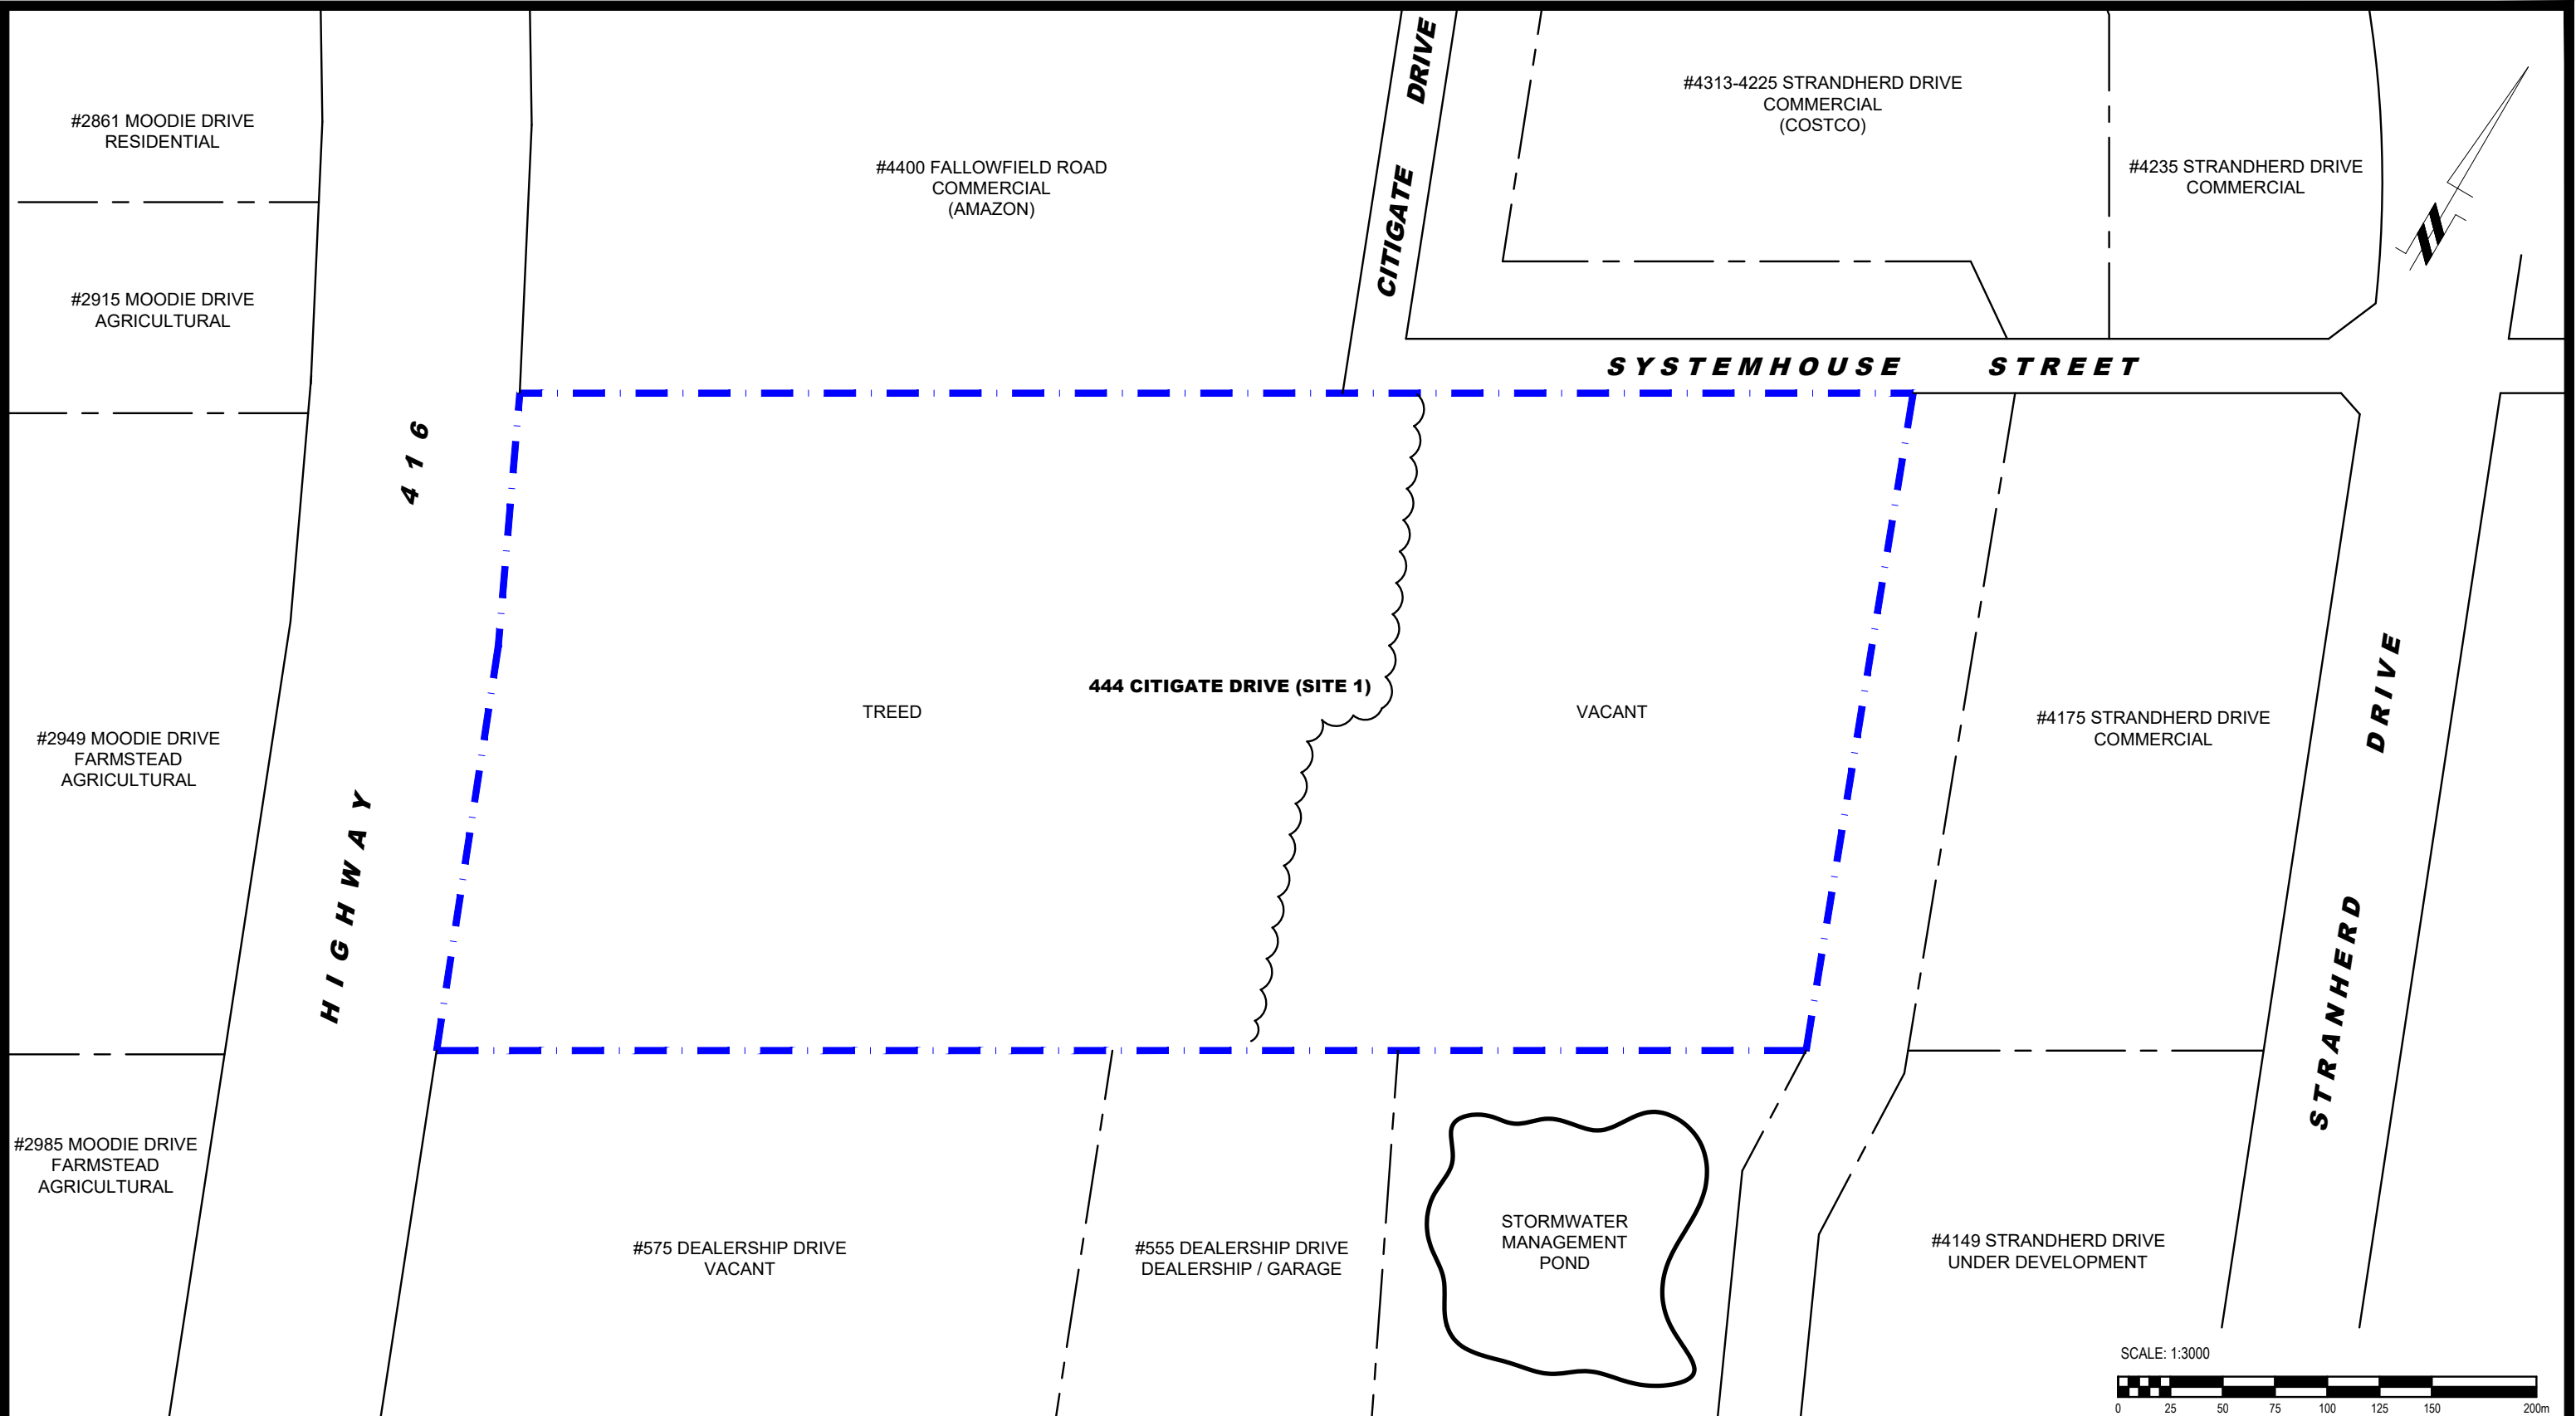 #2861 MOODIE DRIVE
RESIDENTIAL
#4400 FALLOWFIELD ROAD
COMMERCIAL
(AMAZON)
CITIGATE DRIVE
#4313-4225 STRANDHERD DRIVE
COMMERCIAL
(COSTCO)
#4235 STRANDHERD DRIVE
COMMERCIAL
N
#2915 MOODIE DRIVE
AGRICULTURAL
SYSTEMHOUSE STREET
HIGHWAY 416
444 CITIGATE DRIVE (SITE 1)
TREED
VACANT
#2949 MOODIE DRIVE
FARMSTEAD
AGRICULTURAL
#4175 STRANDHERD DRIVE
COMMERCIAL
STRANHERD DRIVE
#2985 MOODIE DRIVE
FARMSTEAD
AGRICULTURAL
#575 DEALERSHIP DRIVE
VACANT
#555 DEALERSHIP DRIVE
DEALERSHIP / GARAGE
STORMWATER
MANAGEMENT
POND
#4149 STRANDHERD DRIVE
UNDER DEVELOPMENT
SCALE: 1:3000
0 25 50 75 100 125 150 200m